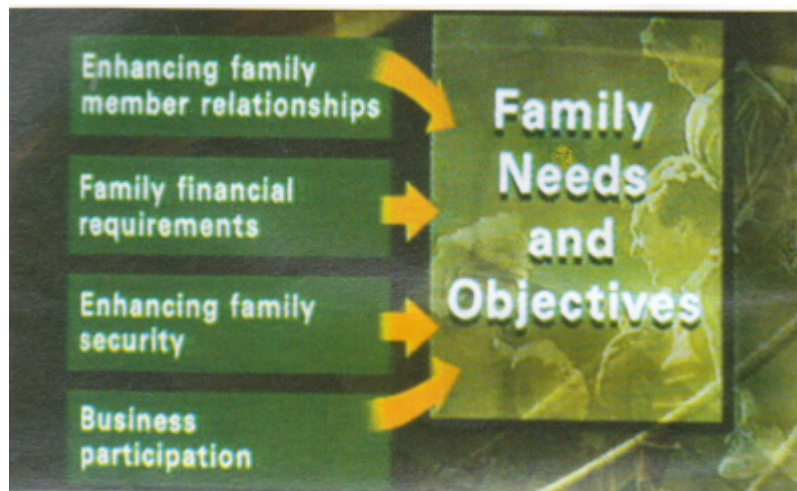 Enhancing family
member relationships
Family financial
requirements
Enhancing family
security
Business
participation
Family
Needs
and
Objectives